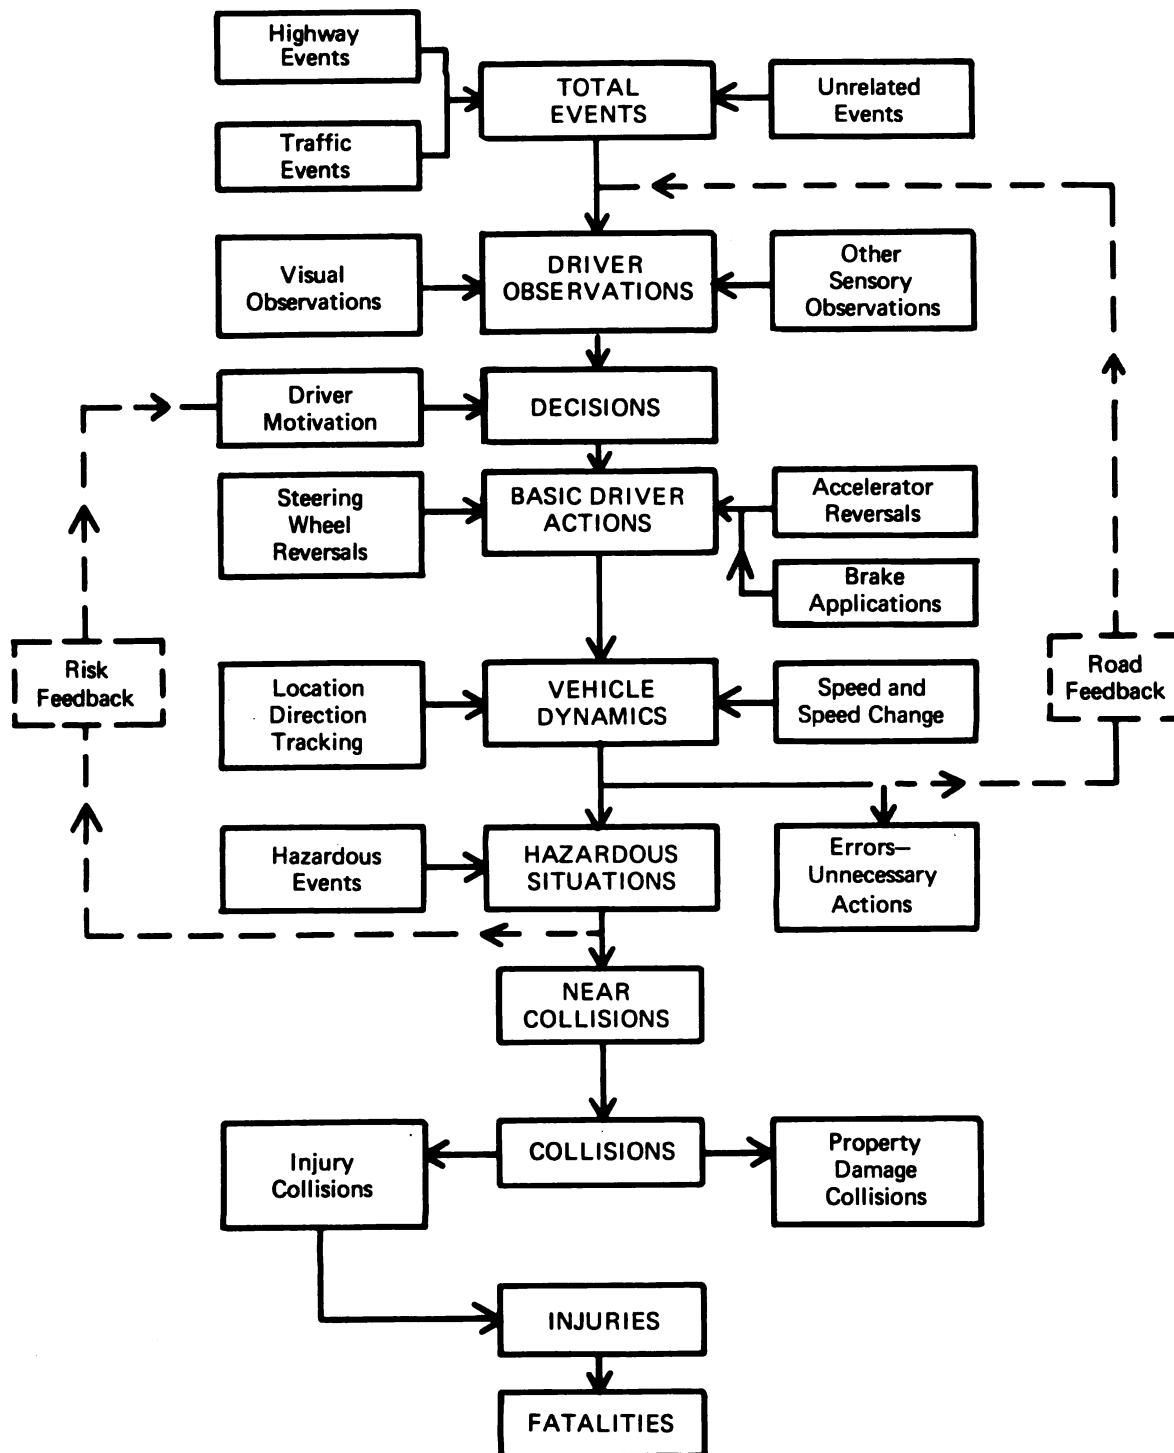 Highway
Events
TOTAL
EVENTS
Unrelated
Events
Traffic
Events
Visual
Observations
DRIVER
OBSERVATIONS
Other
Sensory
Observations
Driver
Motivation
DECISIONS
Steering
Wheel
Reversals
BASIC DRIVER
ACTIONS
Accelerator
Reversals
Brake
Applications
Risk
Feedback
Location
Direction
Tracking
VEHICLE
DYNAMICS
Speed and
Speed Change
Road
Feedback
Hazardous
Events
HAZARDOUS
SITUATIONS
Errors—
Unnecessary
Actions
NEAR
COLLISIONS
Injury
Collisions
COLLISIONS
Property
Damage
Collisions
INJURIES
FATALITIES